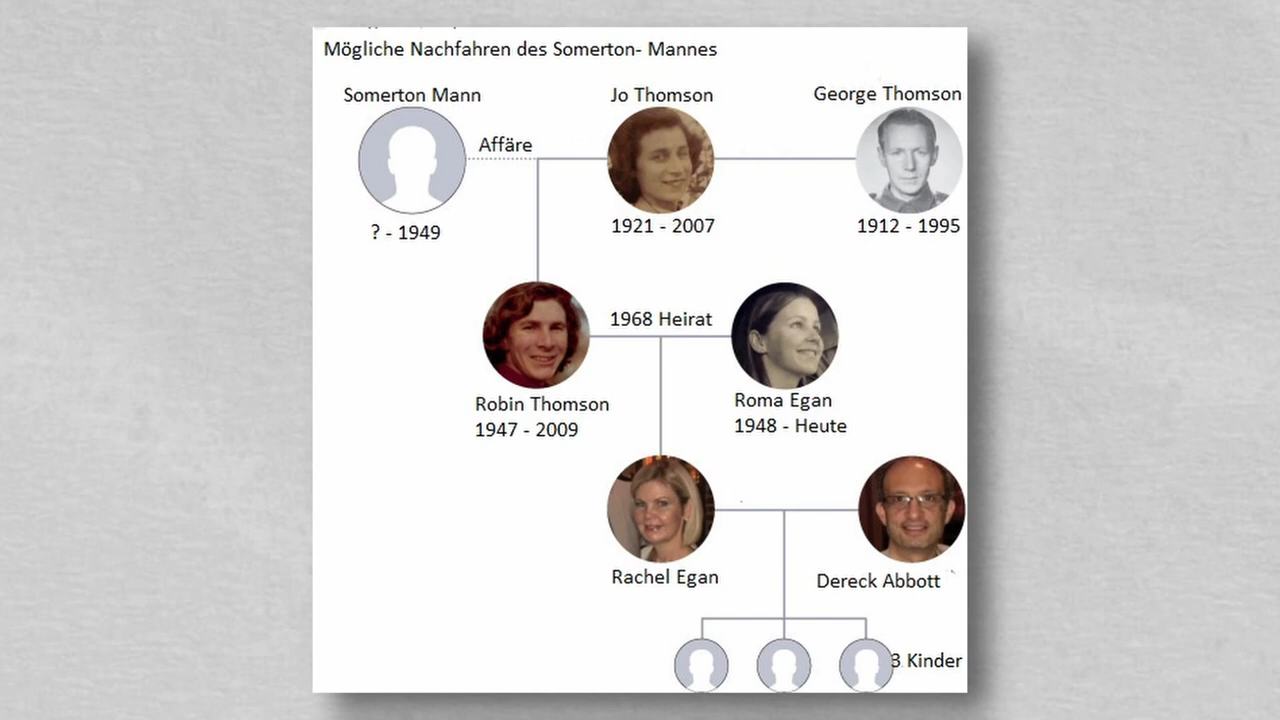 Mögliche Nachfahren des Somerton- Mannes
Somerton Mann
Jo Thomson
George Thomson
Affäre
? - 1949
1921 - 2007
1912 - 1995
1968 Heirat
Robin Thomson
1947 - 2009
Roma Egan
1948 - Heute
Rachel Egan
Dereck Abbott
3 Kinder